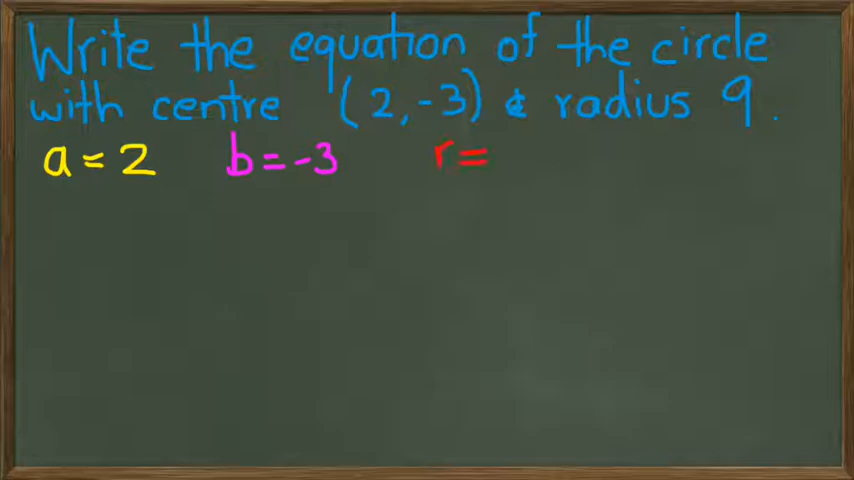 Write the equation of the circle
with centre (2,-3) & radius 9.
a = 2 b = -3 r =